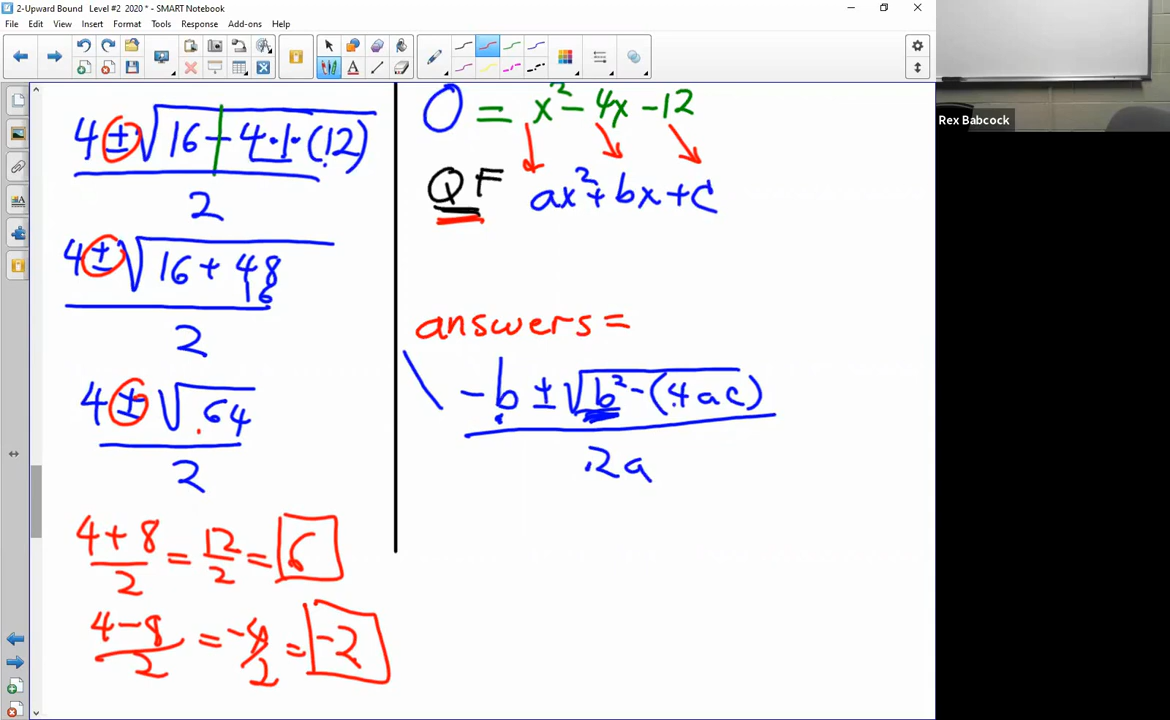 2-Upward Bound Level #2 2020 * - SMART Notebook
File Edit View Insert Format Tools Response Add-ons Help
Rex Babcock
4 ± √16 - 4·1·(12)
2
4 ± √16 + 48
16
2
4 ± √64
2
4+8/2 = 12/2 = 6
4-8/2 = -4/2 = -2
0 = x² - 4x - 12
QF ax² + bx + c
answers =
-b ± √b² - (4ac)
2a